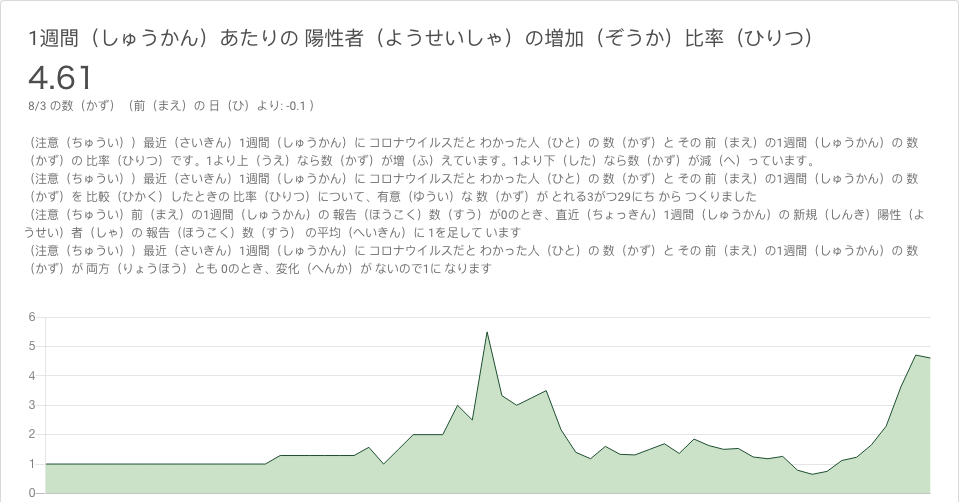 1週間（しゅうかん）あたりの 陽性者（ようせいしゃ）の増加（ぞうか）比率（ひりつ）
4.61
8/3 の数（かず）（前（まえ）の 日（ひ）より: -0.1 ）
（注意（ちゅうい））最近（さいきん）1週間（しゅうかん）に コロナウイルスだと わかった人（ひと）の 数（かず）と その 前（まえ）の1週間（しゅうかん）の 数
（かず）の 比率（ひりつ）です。1より上（うえ）なら数（かず）が増（ふ）えています。1より下（した）なら数（かず）が減（へ）っています。
（注意（ちゅうい））最近（さいきん）1週間（しゅうかん）に コロナウイルスだと わかった人（ひと）の 数（かず）と その 前（まえ）の1週間（しゅうかん）の 数
（かず）を 比較（ひかく）したときの 比率（ひりつ）について、有意（ゆうい）な 数（かず）が とれる3がつ29にち から つくりました
（注意（ちゅうい）前（まえ）の1週間（しゅうかん）の 報告（ほうこく）数（すう）が0のとき、直近（ちょっきん）1週間（しゅうかん）の 新規（しんき）陽性（よ
うせい）者（しゃ）の 報告（ほうこく）数（すう） の平均（へいきん）に 1を足して います
（注意（ちゅうい））最近（さいきん）1週間（しゅうかん）に コロナウイルスだと わかった人（ひと）の 数（かず）と その 前（まえ）の1週間（しゅうかん）の 数
（かず）が 両方（りょうほう）とも 0のとき、変化（へんか）が ないので1に なります
6
5
4
3
2
1
0